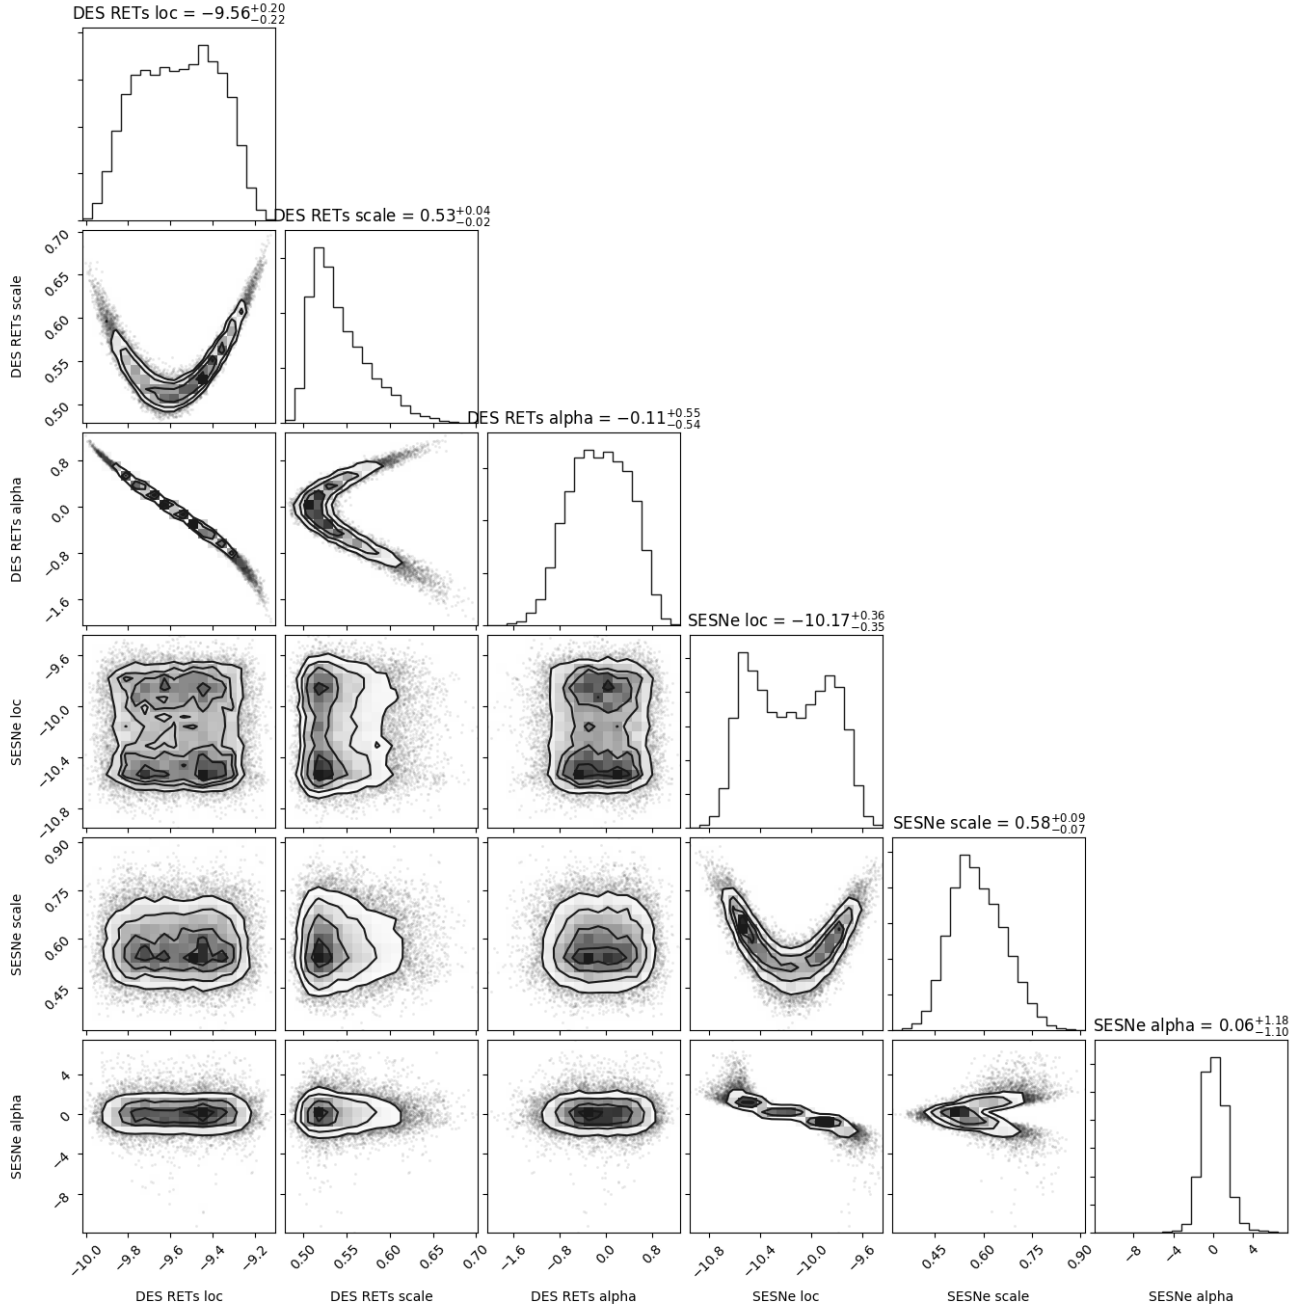 DES RETs loc = −9.56+0.20−0.22
DES RETs scale = 0.53+0.04−0.02
0.70
0.65
0.60
0.55
0.50
DES RETs scale
DES RETs alpha = −0.11+0.55−0.54
0.8
0.0
−0.8
−1.6
DES RETs alpha
SESNe loc = −10.17+0.36−0.35
−9.6
−10.0
−10.4
−10.8
SESNe loc
SESNe scale = 0.58+0.09−0.07
0.90
0.75
0.60
0.45
SESNe scale
SESNe alpha = 0.06+1.18−1.10
4
0
−4
−8
SESNe alpha
−10.0 −9.8 −9.6 −9.4 −9.2 0.50 0.55 0.60 0.65 0.70 −1.6 −0.8 0.0 0.8 −10.8 −10.4 −10.0 −9.6 0.45 0.60 0.75 0.90 −8 −4 0 4
DES RETs loc DES RETs scale DES RETs alpha SESNe loc SESNe scale SESNe alpha